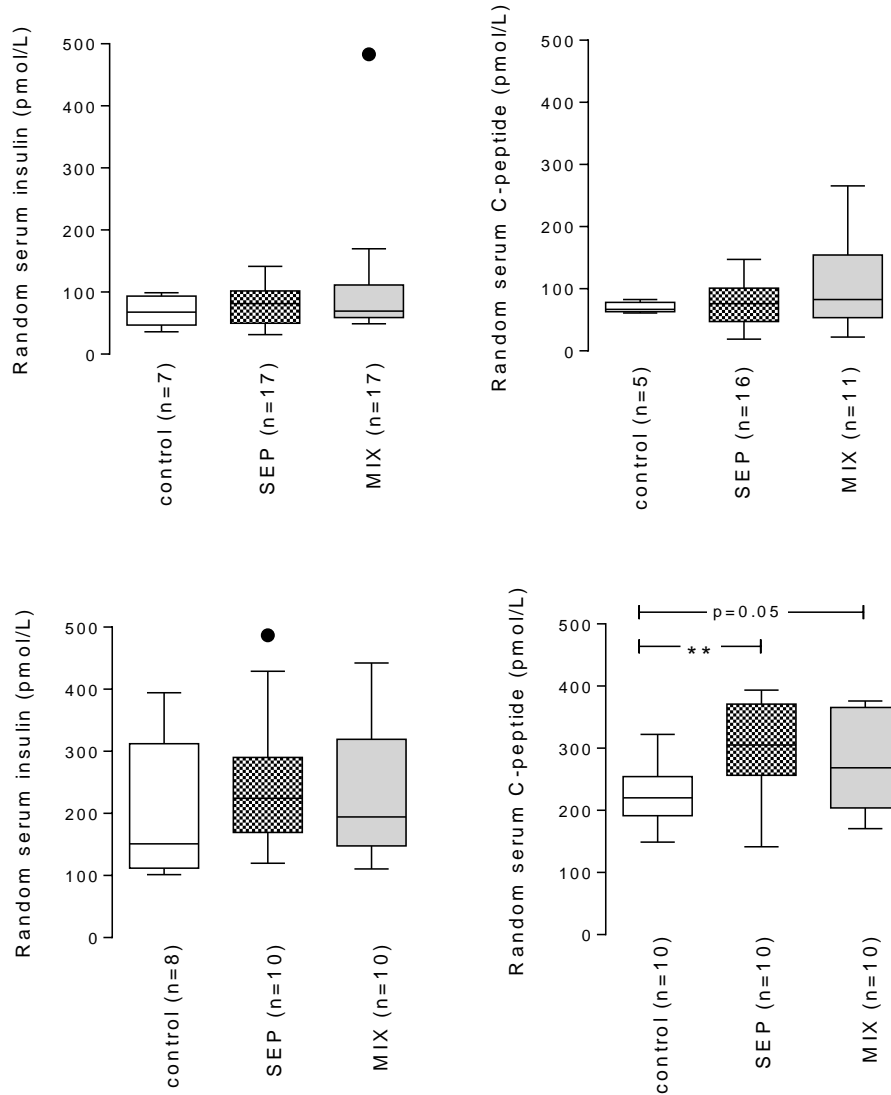 Random serum insulin (pmol/L)
500
400
300
200
100
0
control (n=7)
SEP (n=17)
MIX (n=17)
Random serum C-peptide (pmol/L)
500
400
300
200
100
0
control (n=5)
SEP (n=16)
MIX (n=11)
Random serum insulin (pmol/L)
500
400
300
200
100
0
control (n=8)
SEP (n=10)
MIX (n=10)
Random serum C-peptide (pmol/L)
500
400
300
200
100
0
p=0.05
**
control (n=10)
SEP (n=10)
MIX (n=10)